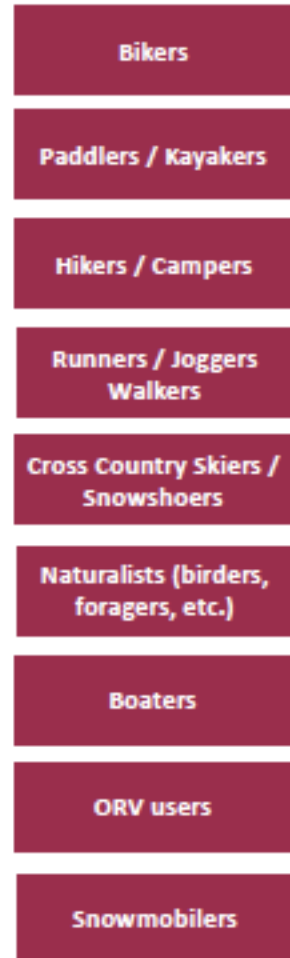 Bikers
Paddlers / Kayakers
Hikers / Campers
Runners / Joggers
Walkers
Cross Country Skiers /
Snowshoers
Naturalists (birders,
foragers, etc.)
Boaters
ORV users
Snowmobilers